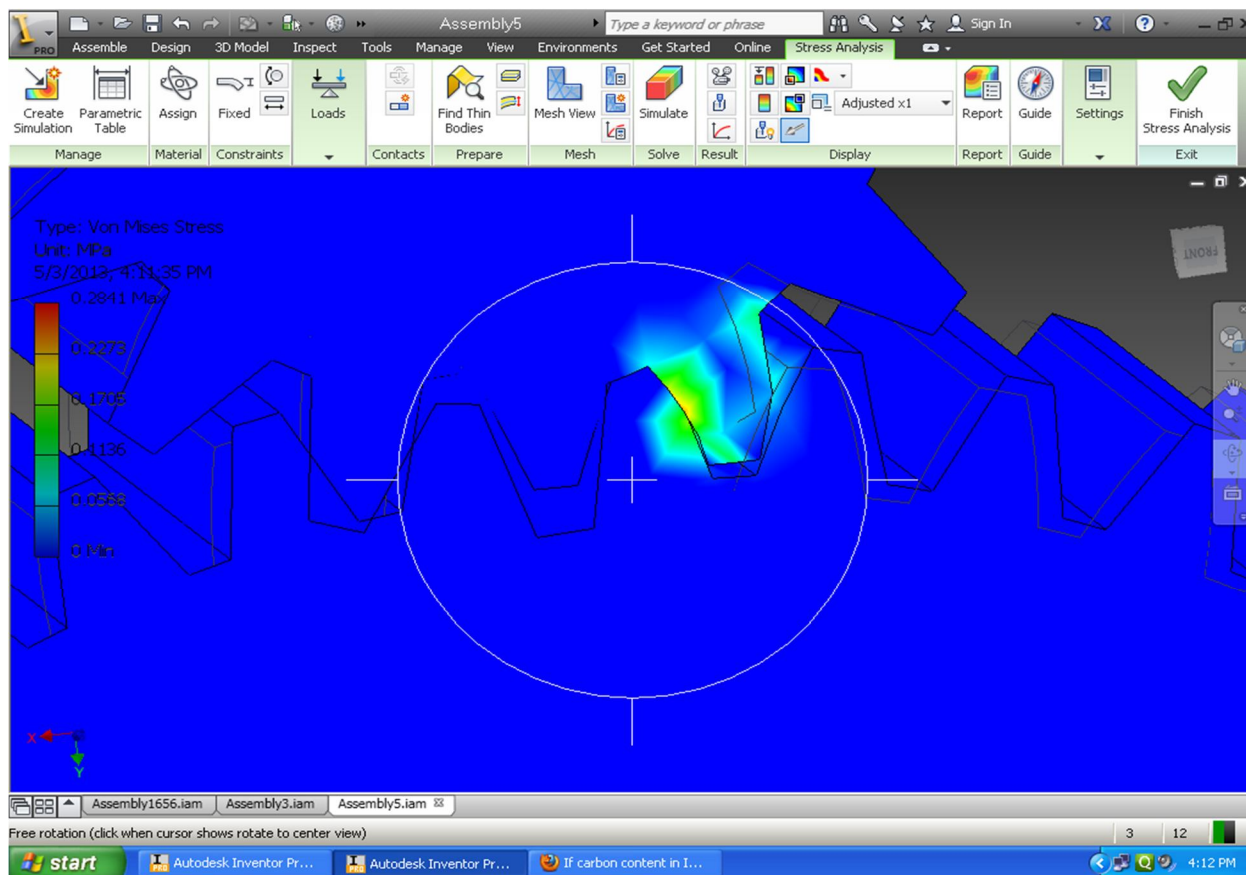 Assembly5
Type a keyword or phrase
Sign In
PRO
Assemble
Design
3D Model
Inspect
Tools
Manage
View
Environments
Get Started
Online
Stress Analysis
Create Simulation
Parametric Table
Assign
Fixed
Loads
Find Thin Bodies
Mesh View
Simulate
Adjusted x1
Report
Guide
Settings
Finish Stress Analysis
Manage
Material
Constraints
Contacts
Prepare
Mesh
Solve
Result
Display
Report
Guide
Exit
Type: Von Mises Stress
Unit: MPa
5/3/2013, 4:11:35 PM
0.2841 Max
0.2273
0.1705
0.1136
0.0568
0 Min
FRONT
X
Y
Assembly1656.iam
Assembly3.iam
Assembly5.iam
Free rotation (click when cursor shows rotate to center view)
3
12
start
Autodesk Inventor Pr...
Autodesk Inventor Pr...
If carbon content in I...
4:12 PM